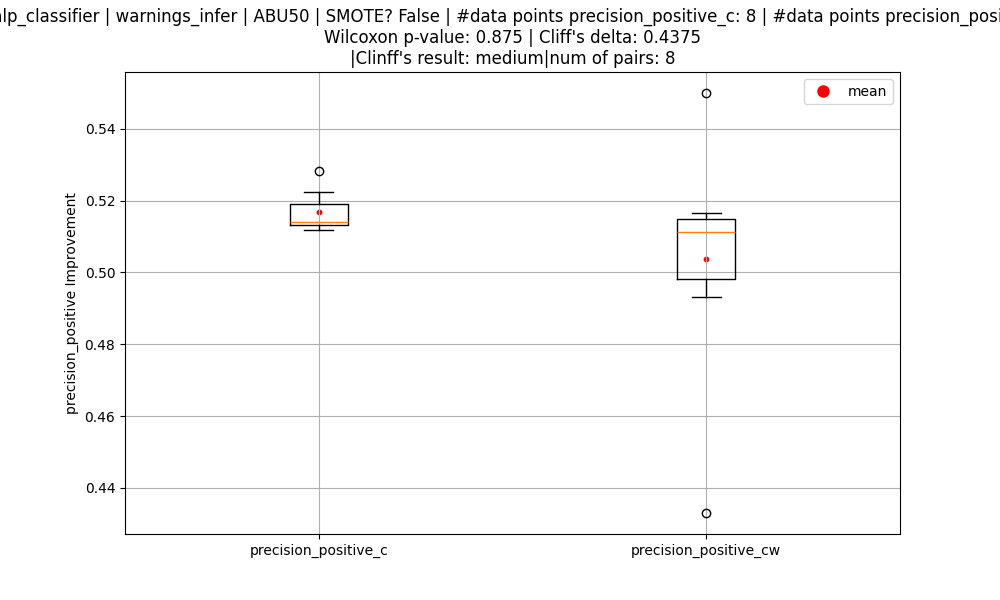 | warnings_infer | ABU50 | SMOTE? False | #data points precision_positive_c: 8 | #data points
Wilcoxon p-value: 0.875 | Cliff's delta: 0.4375
|Clinff's result: medium|num of pairs: 8
mean
0.54
0.52
0.50
0.48
0.46
0.44
precision_positive Improvement
precision_positive_c
precision_positive_cw